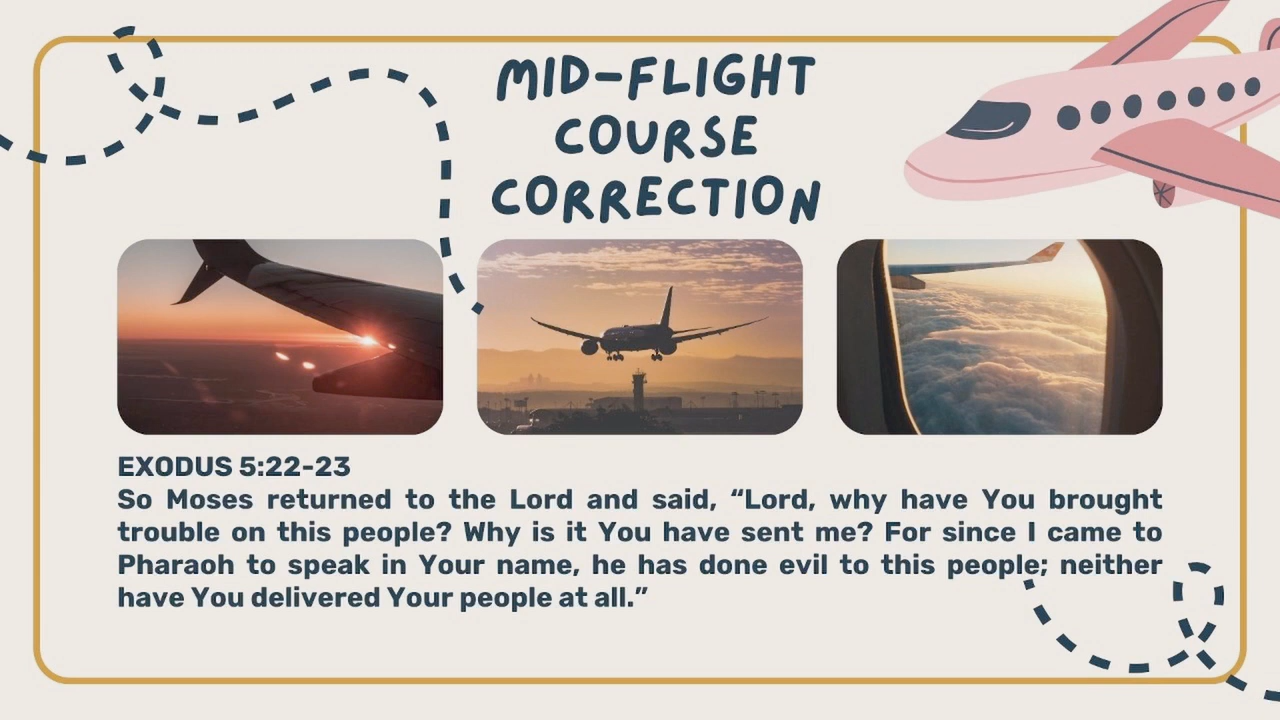 MID-FLIGHT
COURSE
CORRECTION
EXODUS 5:22-23
So Moses returned to the Lord and said, “Lord, why have You brought
trouble on this people? Why is it You have sent me? For since I came to
Pharaoh to speak in Your name, he has done evil to this people; neither
have You delivered Your people at all.”